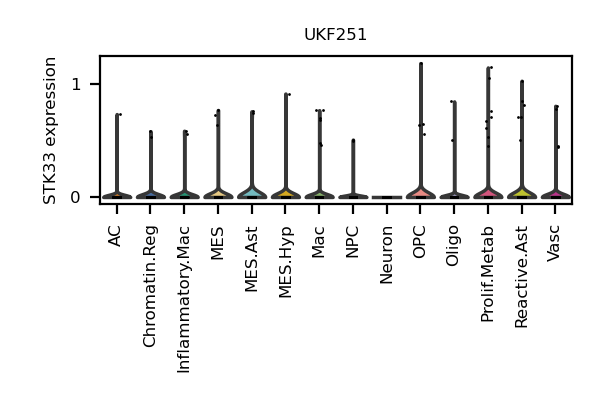 UKF251
STK33 expression
1
0
AC
Chromatin.Reg
Inflammatory.Mac
MES
MES.Ast
MES.Hyp
Mac
NPC
Neuron
OPC
Oligo
Prolif.Metab
Reactive.Ast
Vasc